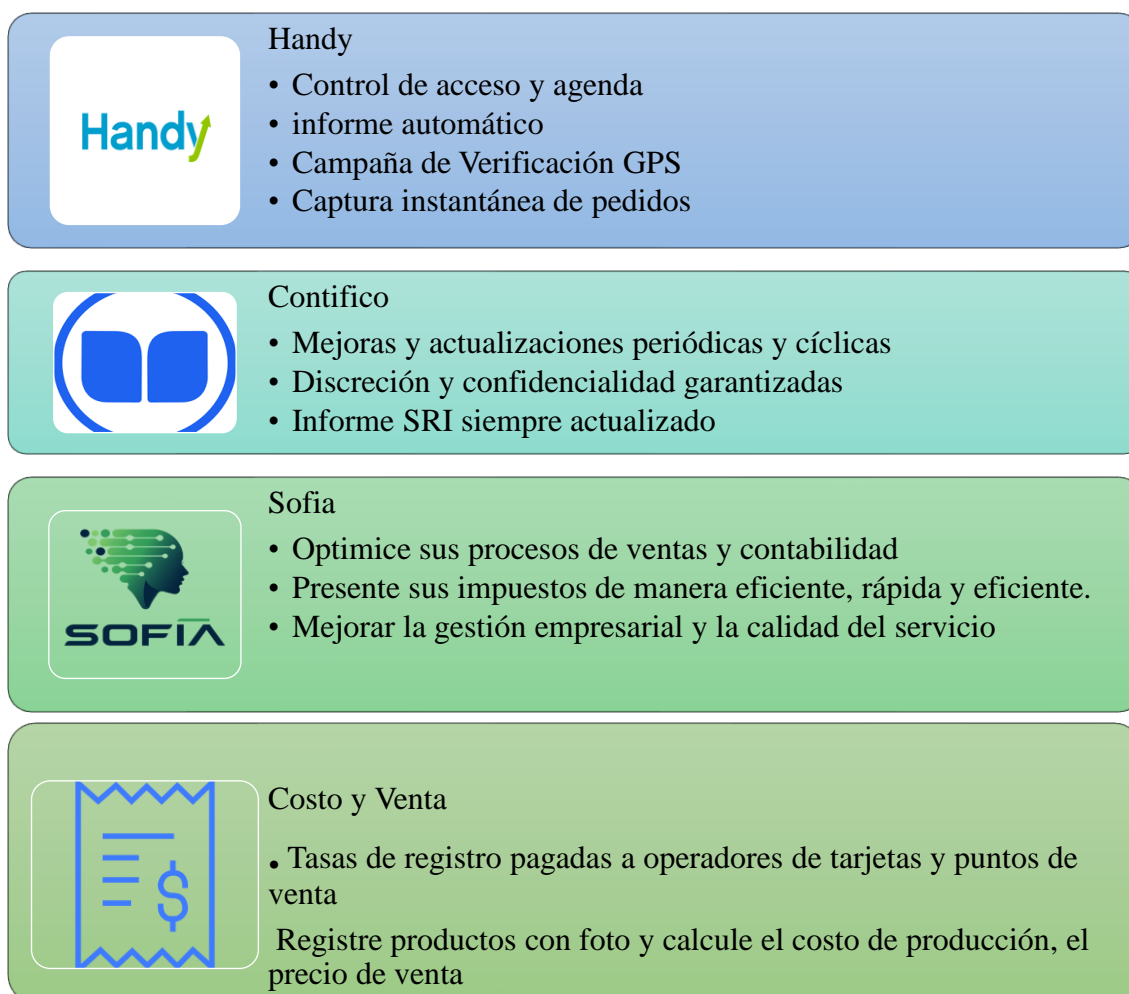 Handy
Handy
• Control de acceso y agenda
• informe automático
• Campaña de Verificación GPS
• Captura instantánea de pedidos
Contifico
• Mejoras y actualizaciones periódicas y cíclicas
• Discreción y confidencialidad garantizadas
• Informe SRI siempre actualizado
SOFÍA
Sofia
• Optimice sus procesos de ventas y contabilidad
• Presente sus impuestos de manera eficiente, rápida y eficiente.
• Mejorar la gestión empresarial y la calidad del servicio
$
Costo y Venta
. Tasas de registro pagadas a operadores de tarjetas y puntos de
venta
Registre productos con foto y calcule el costo de producción, el
precio de venta